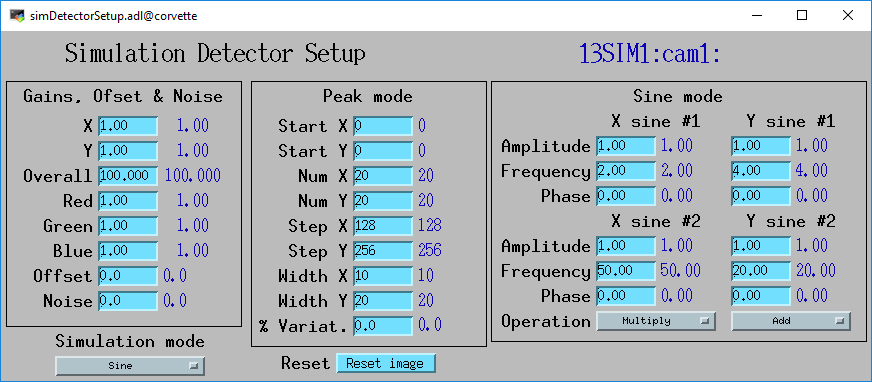 simDetectorSetup.adl@corvette
Simulation Detector Setup 13SIM1:cam1:
Gains, Ofset & Noise
X 1.00 1.00
Y 1.00 1.00
Overall 100.000 100.000
Red 1.00 1.00
Green 1.00 1.00
Blue 1.00 1.00
Offset 0.0 0.0
Noise 0.0 0.0
Simulation mode
Sine
Peak mode
Start X 0 0
Start Y 0 0
Num X 20 20
Num Y 20 20
Step X 128 128
Step Y 256 256
Width X 10 10
Width Y 20 20
% Variat. 0.0 0.0
Reset Reset image
Sine mode
X sine #1 Y sine #1
Amplitude 1.00 1.00 1.00 1.00
Frequency 2.00 2.00 4.00 4.00
Phase 0.00 0.00 0.00 0.00
X sine #2 Y sine #2
Amplitude 1.00 1.00 1.00 1.00
Frequency 50.00 50.00 20.00 20.00
Phase 0.00 0.00 0.00 0.00
Operation Multiply Add